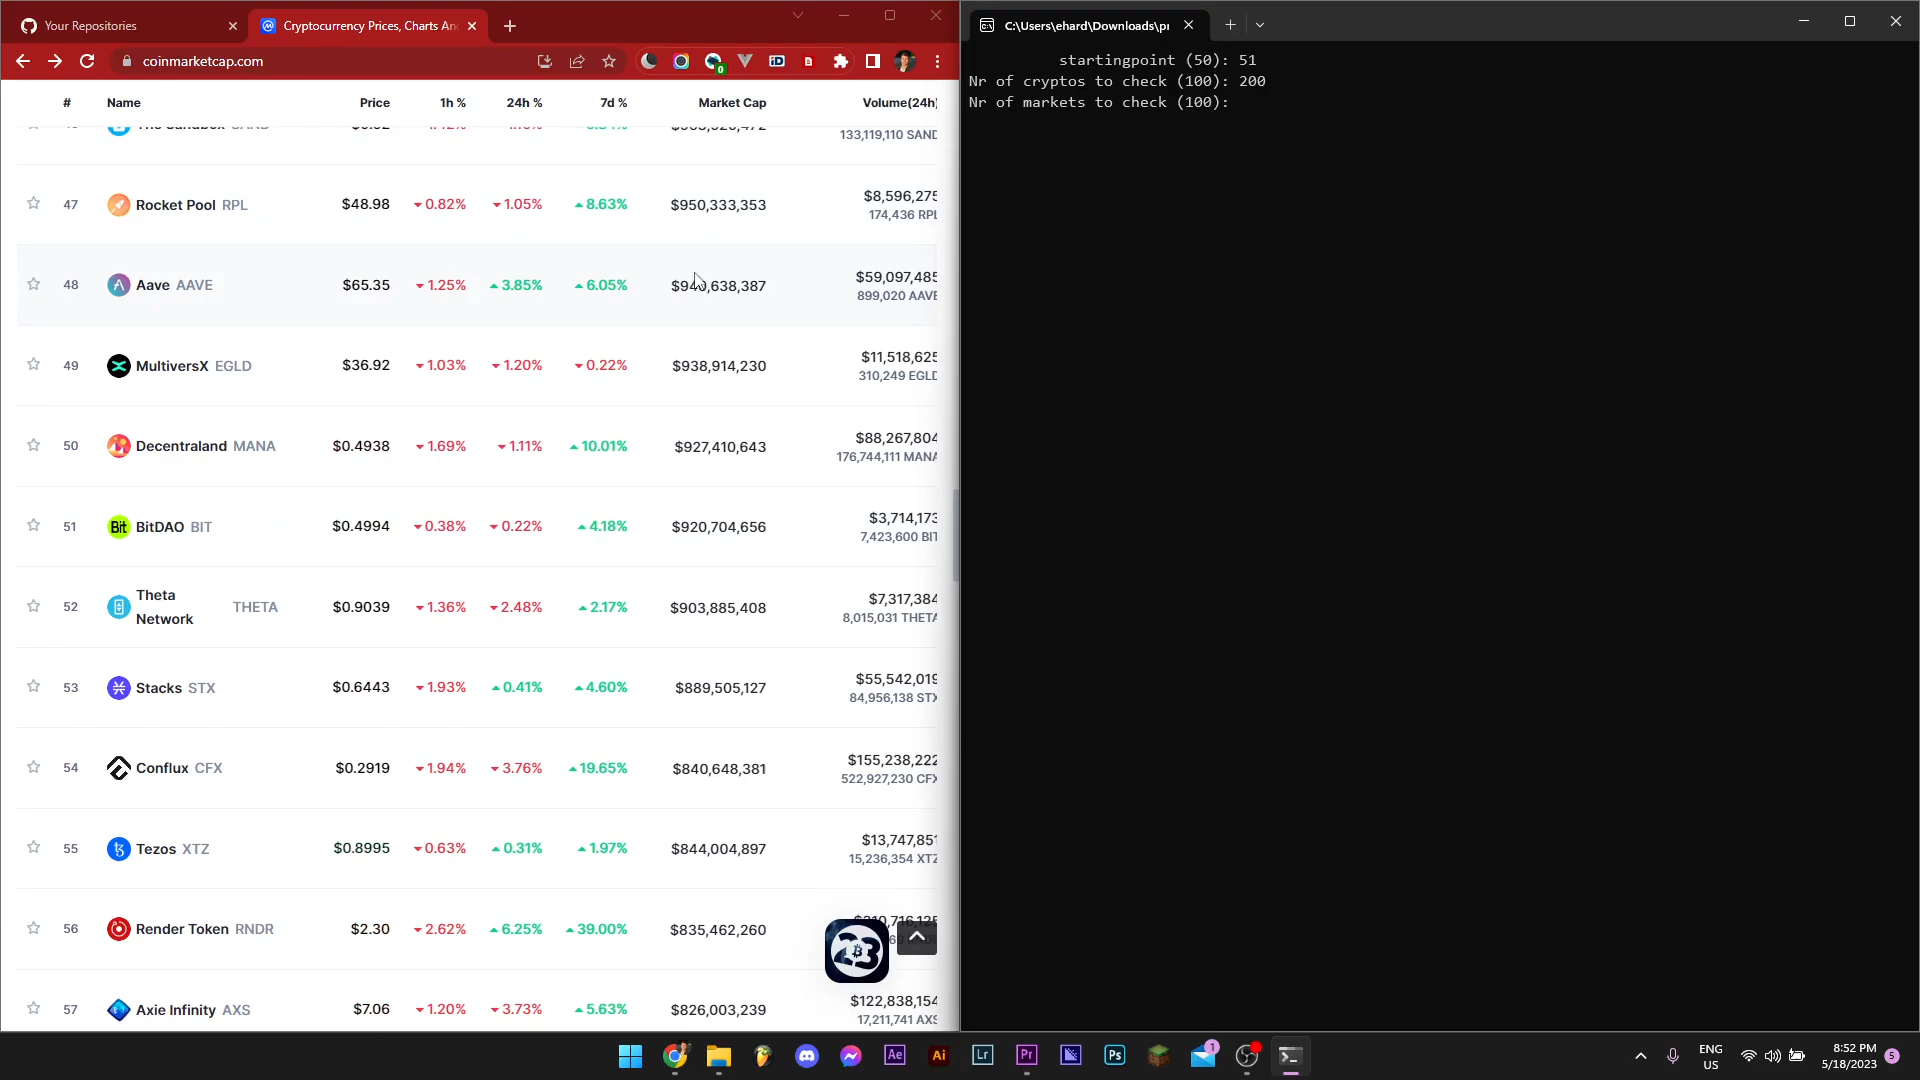 Your Repositories
Cryptocurrency Prices, Charts An
C:\Users\ehard\Downloads\pr
coinmarketcap.com
# Name Price 1h % 24h % 7d % Market Cap Volume(24h)
133,119,110 SAND
47 Rocket Pool RPL $48.98 0.82% 1.05% 8.63% $950,333,353 $8,596,275
174,436 RPL
48 Aave AAVE $65.35 1.25% 3.85% 6.05% ,638,387 $59,097,485
899,020 AAVE
49 MultiversX EGLD $36.92 1.03% 1.20% 0.22% $938,914,230 $11,518,625
310,249 EGLD
50 Decentraland MANA $0.4938 1.69% 1.11% 10.01% $927,410,643 $88,267,804
176,744,111 MANA
51 BitDAO BIT $0.4994 0.38% 0.22% 4.18% $920,704,656 $3,714,173
7,423,600 BIT
52 Theta Network THETA $0.9039 1.36% 2.48% 2.17% $903,885,408 $7,317,384
8,015,031 THETA
53 Stacks STX $0.6443 1.93% 0.41% 4.60% $889,505,127 $55,542,019
84,956,138 STX
54 Conflux CFX $0.2919 1.94% 3.76% 19.65% $840,648,381 $155,238,222
522,927,230 CFX
55 Tezos XTZ $0.8995 0.63% 0.31% 1.97% $844,004,897 $13,747,851
15,236,354 XTZ
56 Render Token RNDR $2.30 2.62% 6.25% 39.00% $835,462,260
57 Axie Infinity AXS $7.06 1.20% 3.73% 5.63% $826,003,239 $122,838,154
17,211,741 AXS
startingpoint (50): 51
Nr of cryptos to check (100): 200
Nr of markets to check (100):
Ae Ai Lr Pr Ps
1
ENG
US
8:52 PM
5/18/2023
5